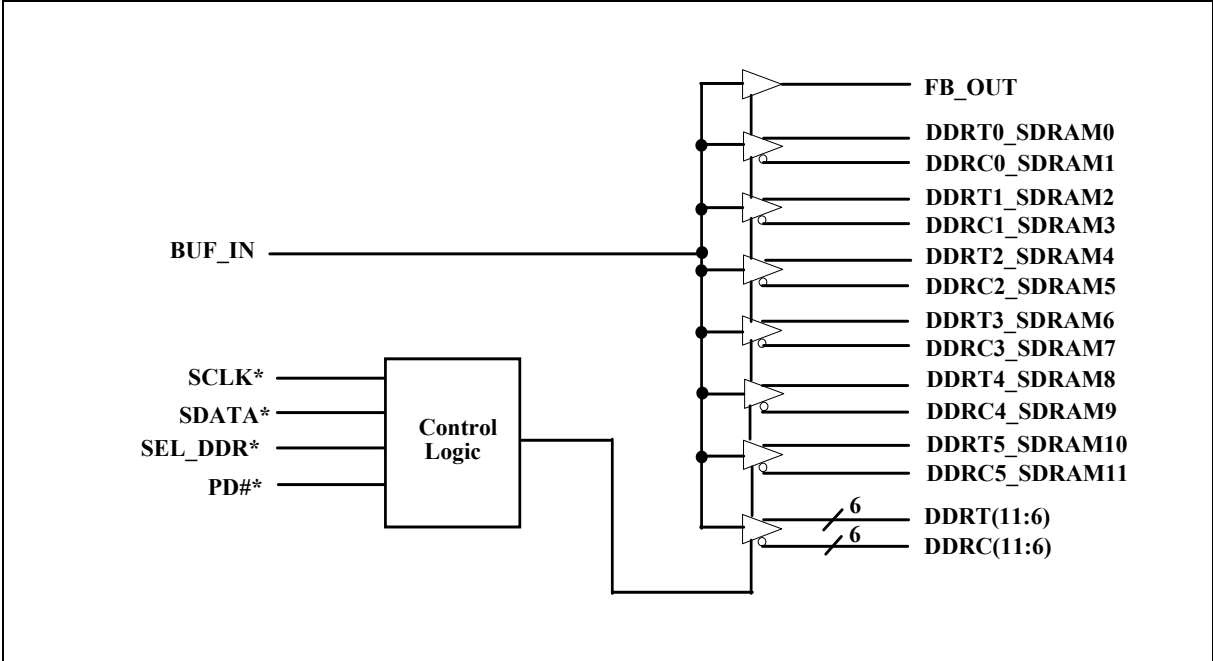 FB_OUT
DDRT0_SDRAM0
DDRC0_SDRAM1
DDRT1_SDRAM2
DDRC1_SDRAM3
BUF_IN
DDRT2_SDRAM4
DDRC2_SDRAM5
DDRT3_SDRAM6
DDRC3_SDRAM7
SCLK*
SDATA*
SEL_DDR*
PD#*
Control
Logic
DDRT4_SDRAM8
DDRC4_SDRAM9
DDRT5_SDRAM10
DDRC5_SDRAM11
6
DDRT(11:6)
6
DDRC(11:6)